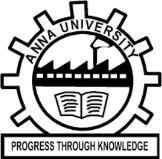 ANNA UNIVERSITY
PROGRESS THROUGH KNOWLEDGE